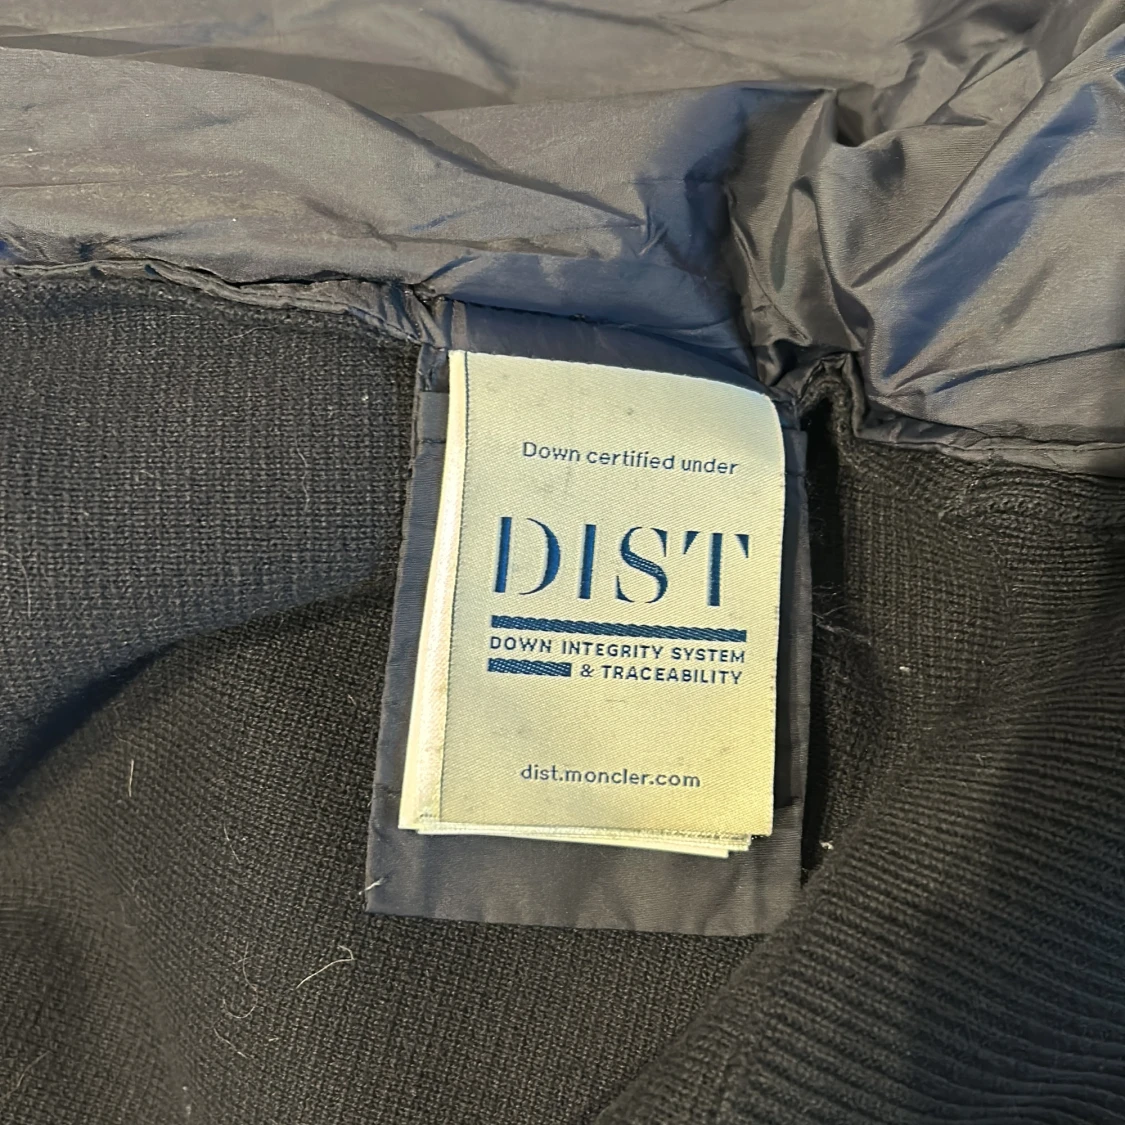 Down certified under
DIST
DOWN INTEGRITY SYSTEM
& TRACEABILITY
dist.moncler.com